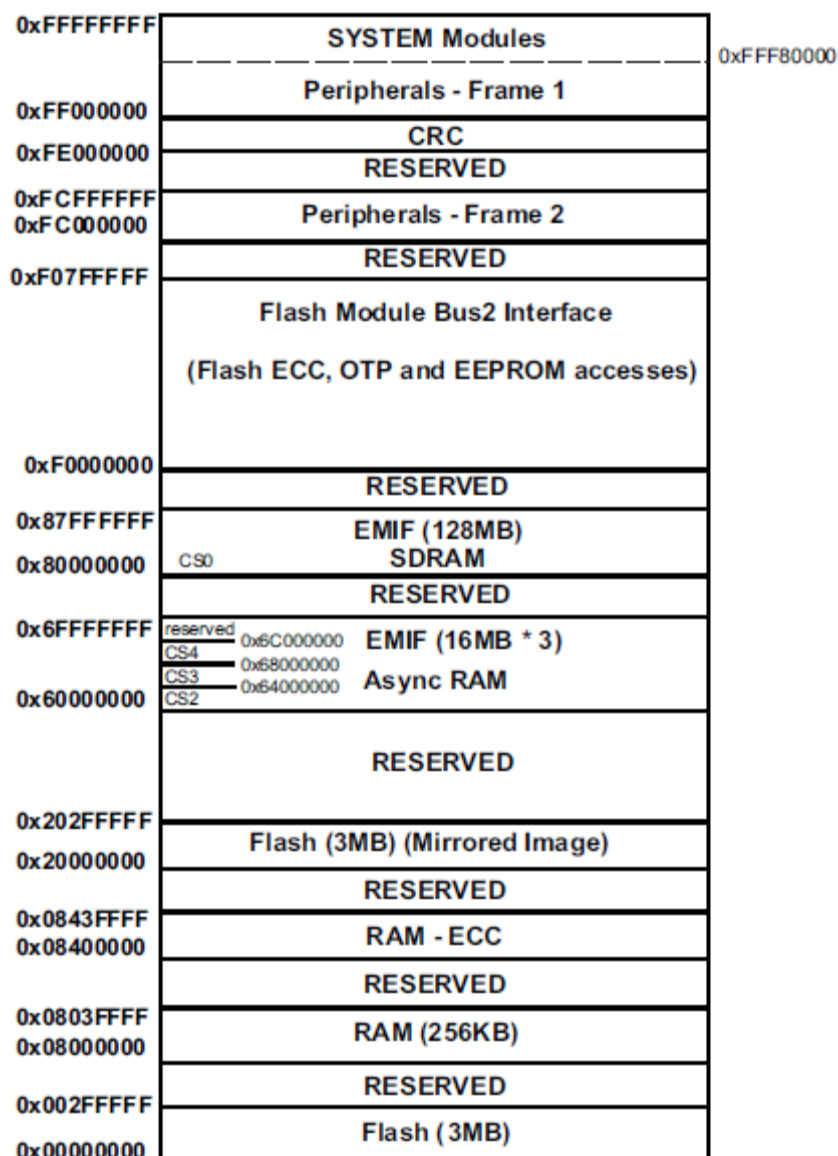 0xFFFFFFFF
SYSTEM Modules
0xFFF80000
Peripherals - Frame 1
0xFF000000
CRC
0xFE000000
RESERVED
0xFCFFFFFF
Peripherals - Frame 2
0xFC000000
RESERVED
0xF07FFFFF
Flash Module Bus2 Interface
(Flash ECC, OTP and EEPROM accesses)
0xF0000000
RESERVED
0x87FFFFFF
EMIF (128MB)
0x80000000
CS0
SDRAM
RESERVED
0x6FFFFFFF
reserved
0x6C000000
EMIF (16MB * 3)
CS4
0x68000000
CS3
0x64000000
Async RAM
0x60000000
CS2
RESERVED
0x202FFFFF
Flash (3MB) (Mirrored Image)
0x20000000
RESERVED
0x0843FFFF
RAM - ECC
0x08400000
RESERVED
0x0803FFFF
RAM (256KB)
0x08000000
RESERVED
0x002FFFFF
Flash (3MB)
0x00000000